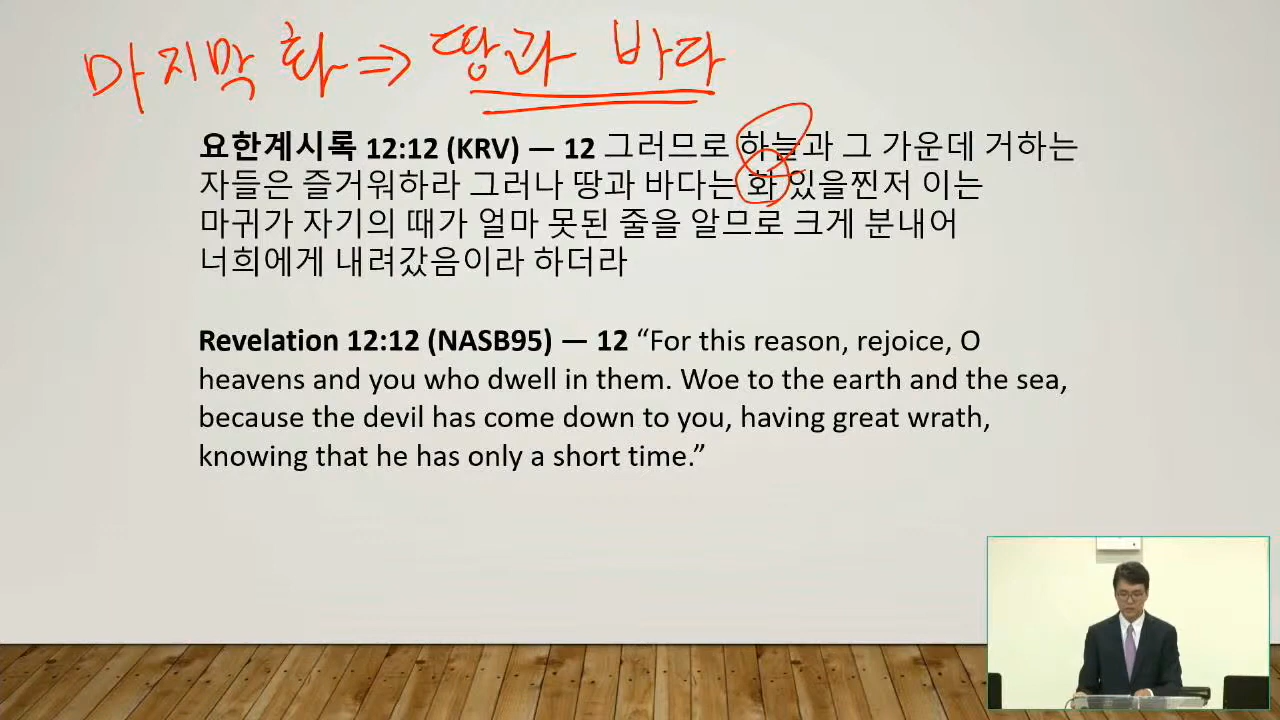 마지막 화 ⇒ 땅과 바다
요한계시록 12:12 (KRV) — 12 그러므로 하늘과 그 가운데 거하는
자들은 즐거워하라 그러나 땅과 바다는 화 있을찐저 이는
마귀가 자기의 때가 얼마 못된 줄을 알므로 크게 분내어
너희에게 내려갔음이라 하더라
Revelation 12:12 (NASB95) — 12 “For this reason, rejoice, O
heavens and you who dwell in them. Woe to the earth and the sea,
because the devil has come down to you, having great wrath,
knowing that he has only a short time.”